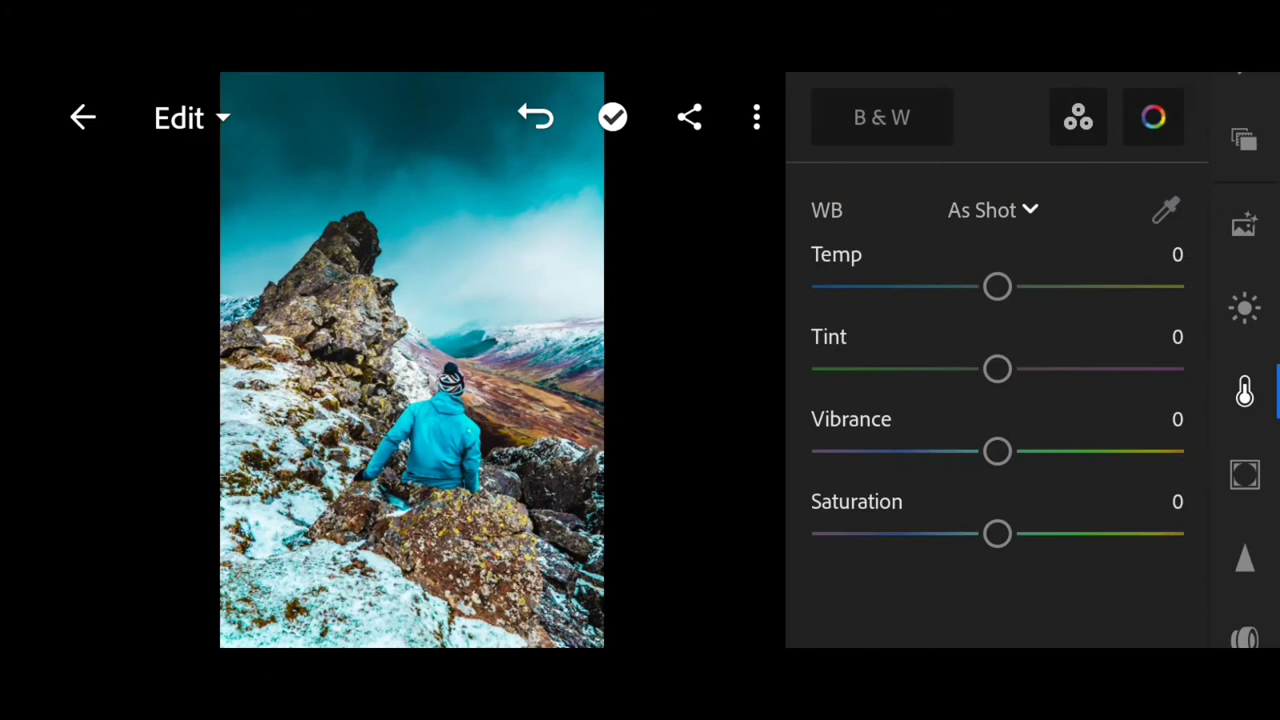 Edit
B & W
WB As Shot
Temp 0
Tint 0
Vibrance 0
Saturation 0